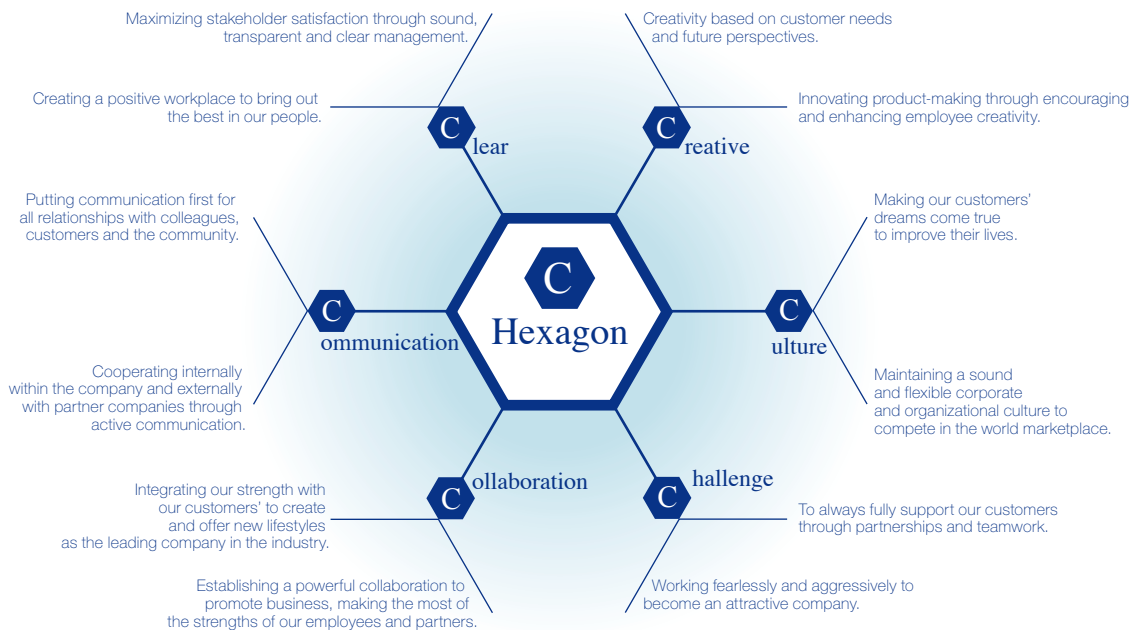 Maximizing stakeholder satisfaction through sound,
transparent and clear management.
Creating a positive workplace to bring out
the best in our people.
Clear
Creativity based on customer needs
and future perspectives.
Innovating product-making through encouraging
and enhancing employee creativity.
Creative
Putting communication first for
all relationships with colleagues,
customers and the community.
Communication
Cooperating internally
within the company and externally
with partner companies through
active communication.
C
Hexagon
Making our customers’
dreams come true
to improve their lives.
Culture
Maintaining a sound
and flexible corporate
and organizational culture to
compete in the world marketplace.
Collaboration
Integrating our strength with
our customers’ to create
and offer new lifestyles
as the leading company in the industry.
Establishing a powerful collaboration to
promote business, making the most of
the strengths of our employees and partners.
Challenge
To always fully support our customers
through partnerships and teamwork.
Working fearlessly and aggressively to
become an attractive company.